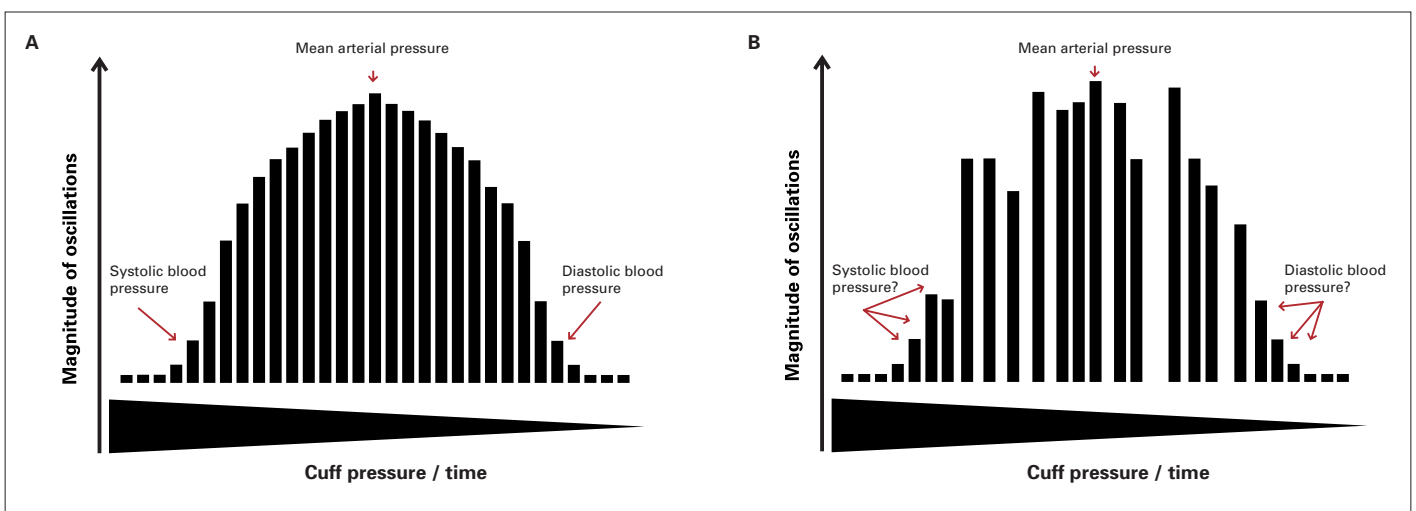 A
Mean arterial pressure
Magnitude of oscillations
Systolic blood
pressure
Diastolic blood
pressure
Cuff pressure / time
B
Mean arterial pressure
Magnitude of oscillations
Systolic blood
pressure?
Diastolic blood
pressure?
Cuff pressure / time